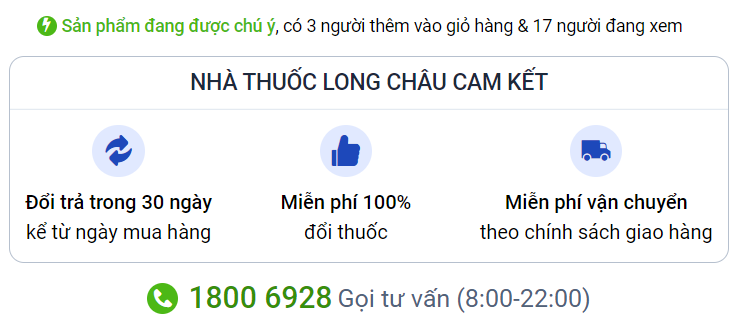 Sản phẩm đang được chú ý, có 3 người thêm vào giỏ hàng & 17 người đang xem
NHÀ THUỐC LONG CHÂU CAM KẾT
Đổi trả trong 30 ngày
kể từ ngày mua hàng
Miễn phí 100%
đổi thuốc
Miễn phí vận chuyển
theo chính sách giao hàng
1800 6928 Gọi tư vấn (8:00-22:00)